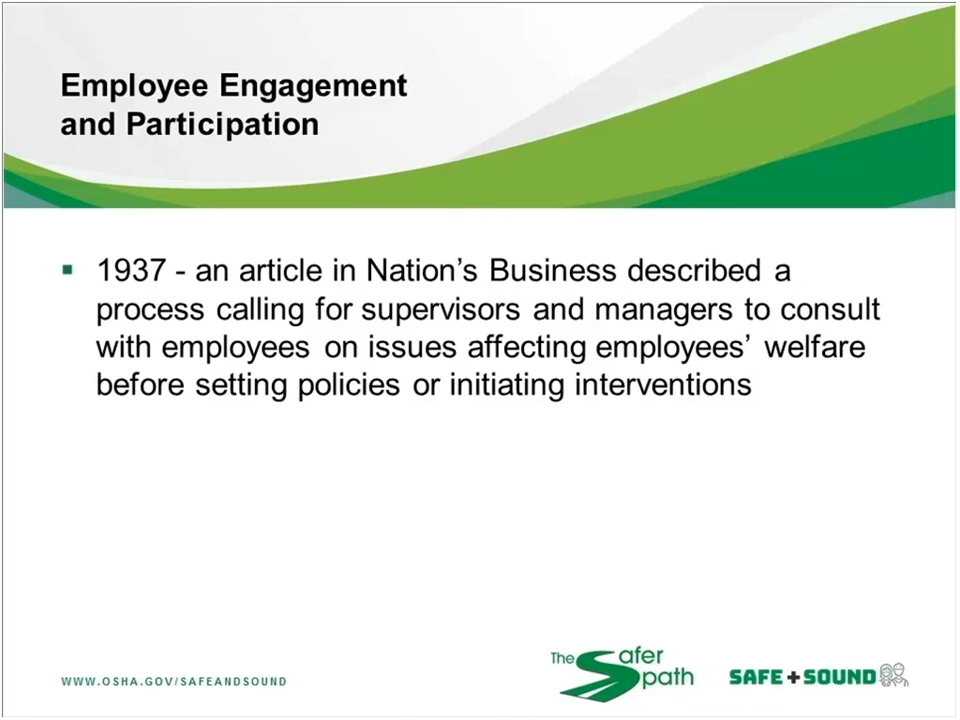 Employee Engagement
and Participation
▪ 1937 - an article in Nation’s Business described a
process calling for supervisors and managers to consult
with employees on issues affecting employees’ welfare
before setting policies or initiating interventions
WWW.OSHA.GOV/SAFEANDSOUND
The Safer
path
SAFE+SOUND